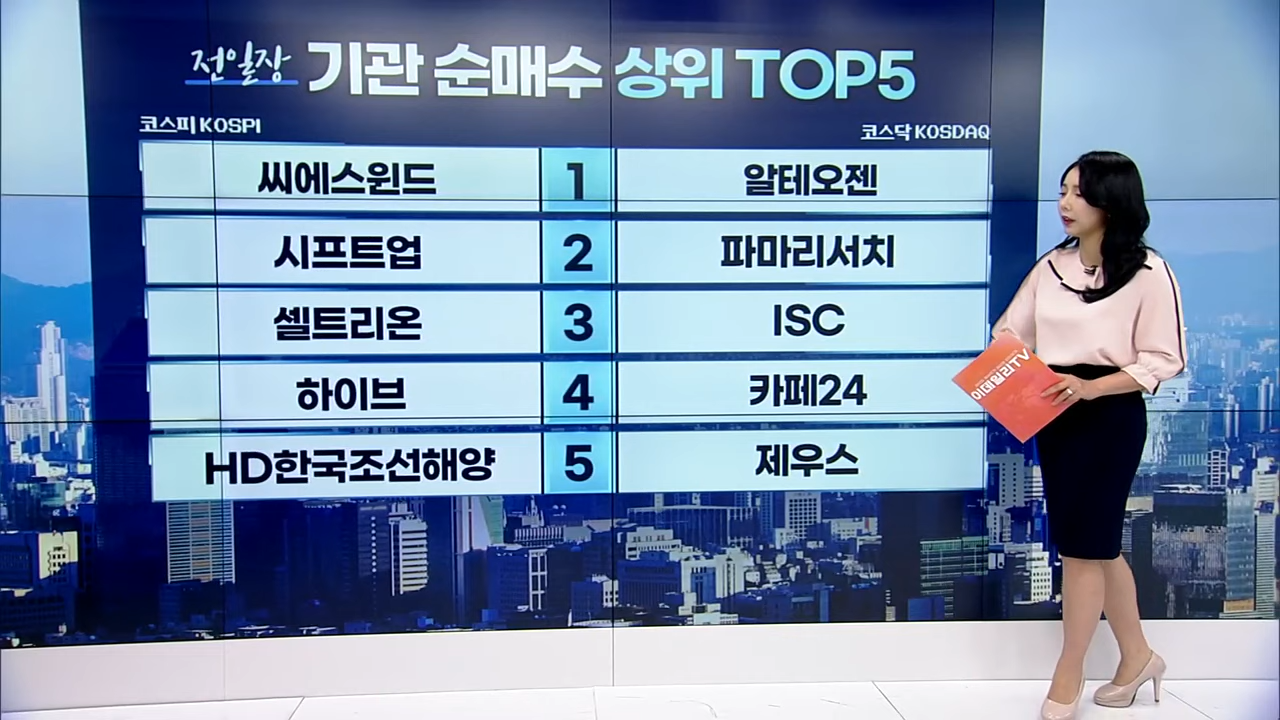 전일장 기관 순매수 상위 TOP5
코스피 KOSPI
코스닥 KOSDAQ
씨에스윈드 1 알테오젠
시프트업 2 파마리서치
셀트리온 3 ISC
하이브 4 카페24
HD한국조선해양 5 제우스
이데일리TV